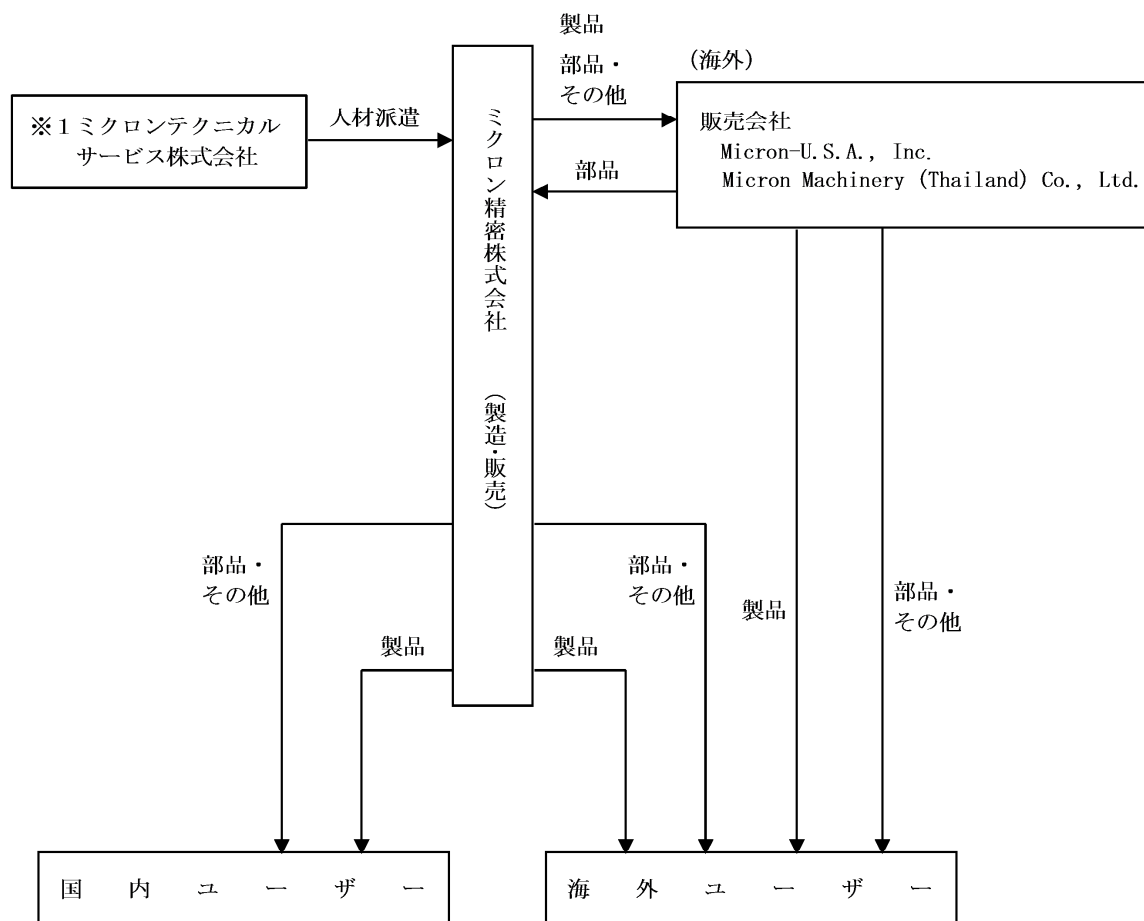 製品
部品・
その他
(海外)
※1ミクロンテクニカル
サービス株式会社
人材派遣
ミクロン精密株式会社 (製造・販売)
販売会社
Micron-U.S.A., Inc.
Micron Machinery (Thailand) Co., Ltd.
部品
部品・
その他
製品
部品・
その他
製品
製品
部品・
その他
国内ユーザー
海外ユーザー